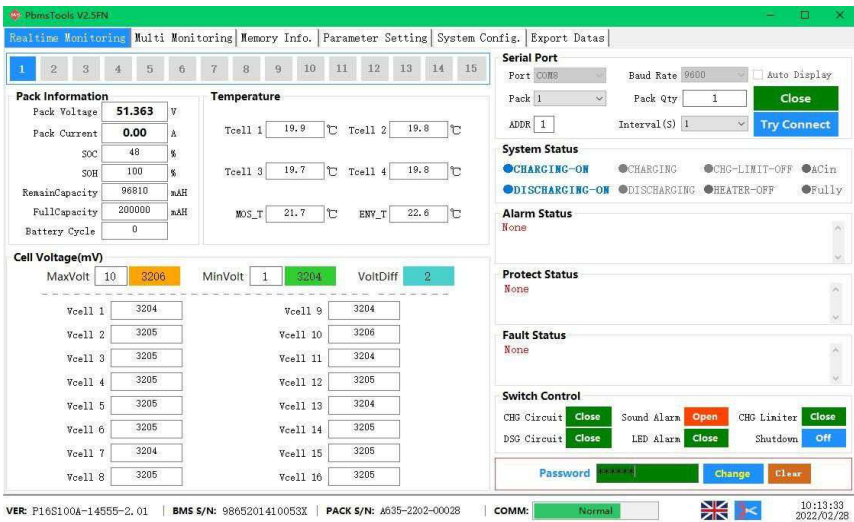 PbmsTools V2.5FN
Realtime Monitoring Multi Monitoring Memory Info. Parameter Setting System Config. Export Datas
1 2 3 4 5 6 7 8 9 10 11 12 13 14 15
Pack Information
Pack Voltage 51.363 V
Pack Current 0.00 A
SOC 48 %
SOH 100 %
RemainCapacity 96810 mAH
FullCapacity 200000 mAH
Battery Cycle 0
Temperature
Tcell 1 19.9 ℃ Tcell 2 19.8 ℃
Tcell 3 19.7 ℃ Tcell 4 19.8 ℃
MOS_T 21.7 ℃ ENV_T 22.6 ℃
Cell Voltage(mV)
MaxVolt 10 3206 MinVolt 1 3204 VoltDiff 2
Vcell 1 3204 Vcell 9 3204
Vcell 2 3205 Vcell 10 3206
Vcell 3 3205 Vcell 11 3204
Vcell 4 3205 Vcell 12 3205
Vcell 5 3205 Vcell 13 3204
Vcell 6 3205 Vcell 14 3205
Vcell 7 3204 Vcell 15 3205
Vcell 8 3205 Vcell 16 3205
Serial Port
Port COM8 Baud Rate 9600 Auto Display
Pack 1 Pack Qty 1 Close
ADDR 1 Interval(S) 1 Try Connect
System Status
CHARGING-ON CHARGING CHG-LIMIT-OFF ACin
DISCHARGING-ON DISCHARGING HEATER-OFF Fully
Alarm Status
None
Protect Status
None
Fault Status
None
Switch Control
CHG Circuit Close Sound Alarm Open CHG Limiter Close
DSG Circuit Close LED Alarm Close Shutdown Off
Password ****** Change Clear
VER: P16S100A-14555-2.01 BMS S/N: 9865201410053X PACK S/N: A635-2202-00028 COMM: Normal 10:13:33
2022/02/28